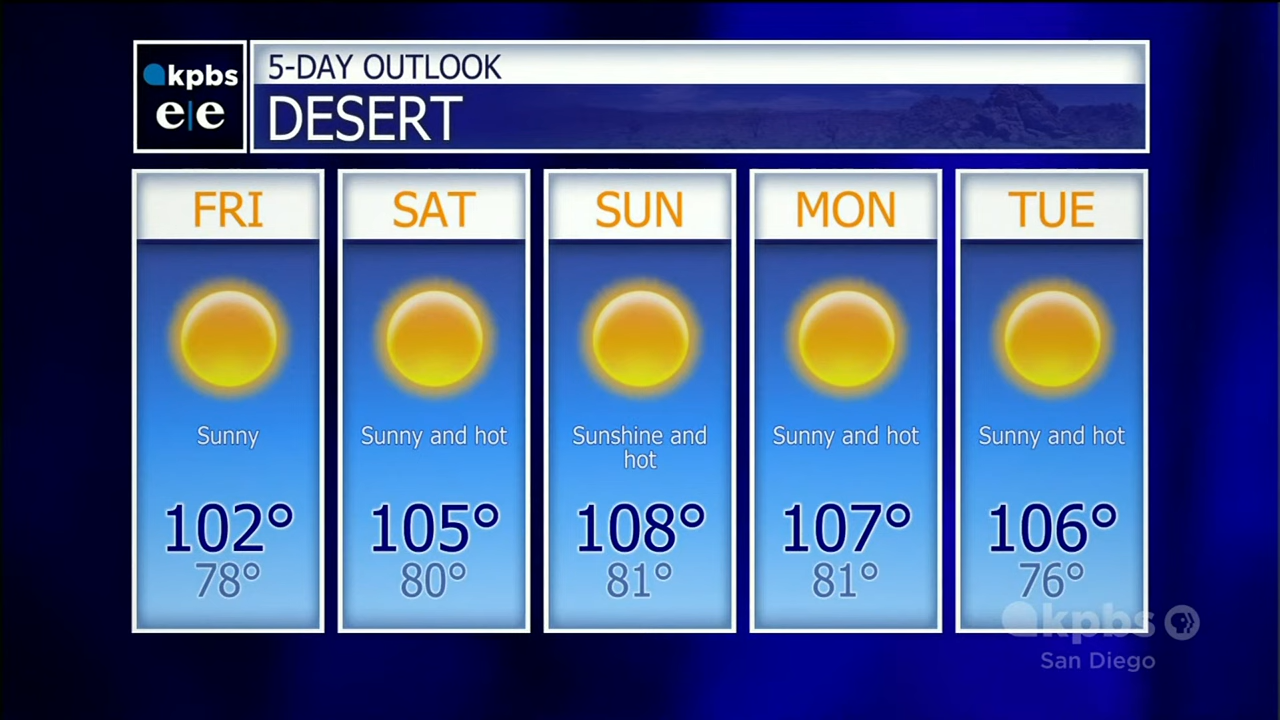 kpbs
e|e
5-DAY OUTLOOK
DESERT
FRI
SAT
SUN
MON
TUE
Sunny
Sunny and hot
Sunshine and
hot
Sunny and hot
Sunny and hot
102°
105°
108°
107°
106°
78°
80°
81°
81°
76°
kpbs
PBS
San Diego